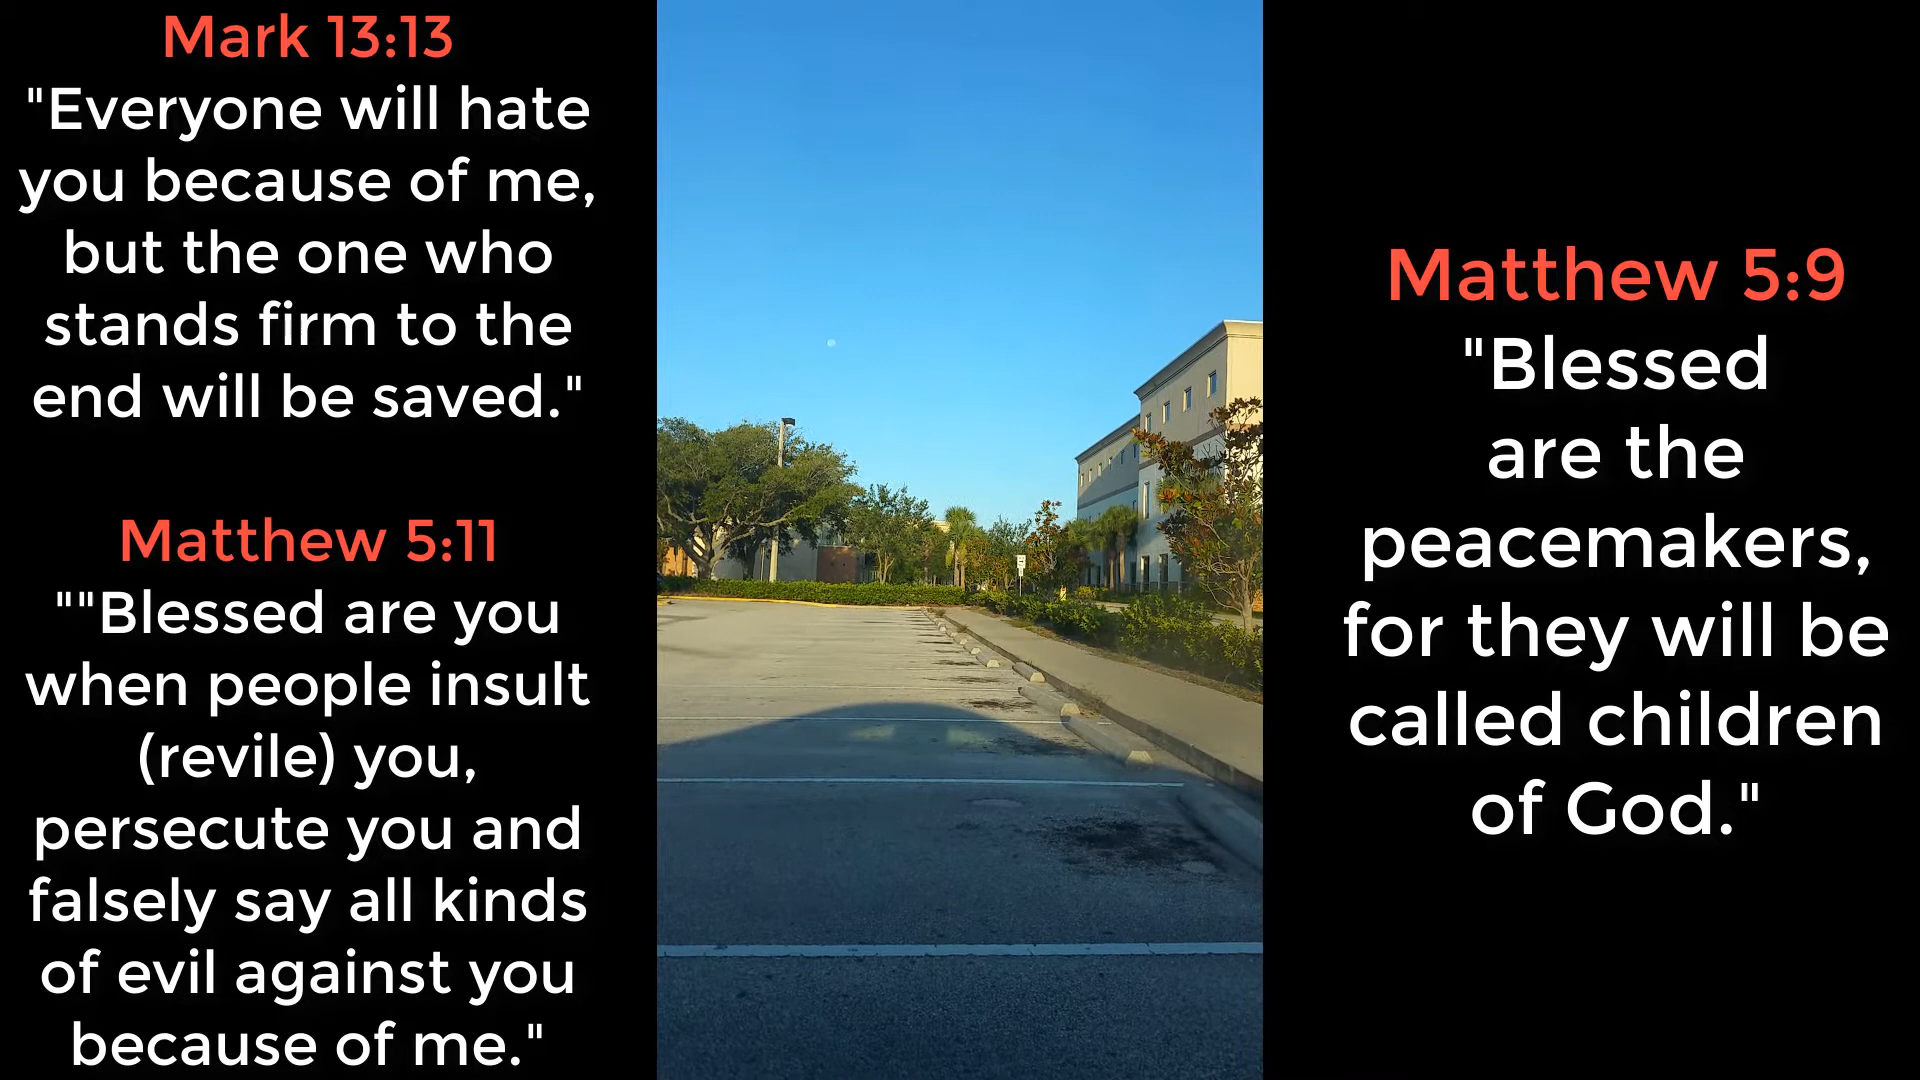 Mark 13:13
"Everyone will hate
you because of me,
but the one who
stands firm to the
end will be saved."
Matthew 5:11
""Blessed are you
when people insult
(revile) you,
persecute you and
falsely say all kinds
of evil against you
because of me."
Matthew 5:9
"Blessed
are the
peacemakers,
for they will be
called children
of God."